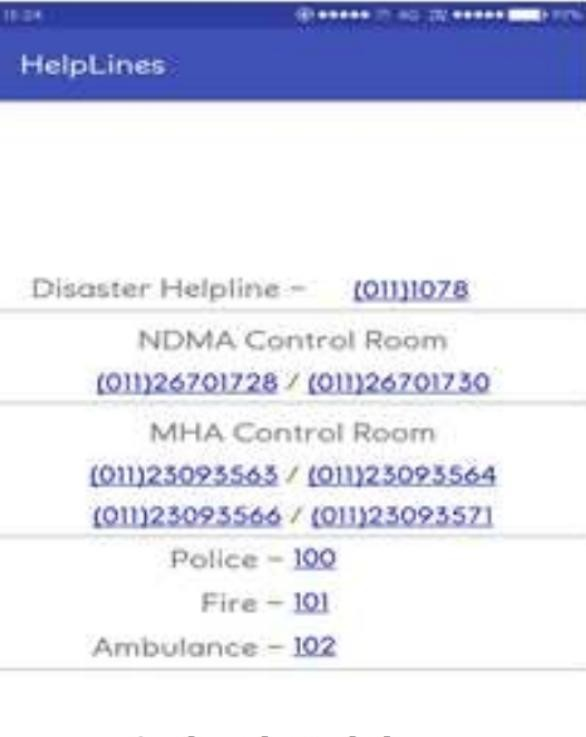 HelpLines
Disaster Helpline - (011)1078
NDMA Control Room
(011)26701728 / (011)26701730
MHA Control Room
(011)23093563 / (011)23093564
(011)23093566 / (011)23093571
Police - 100
Fire - 101
Ambulance - 102